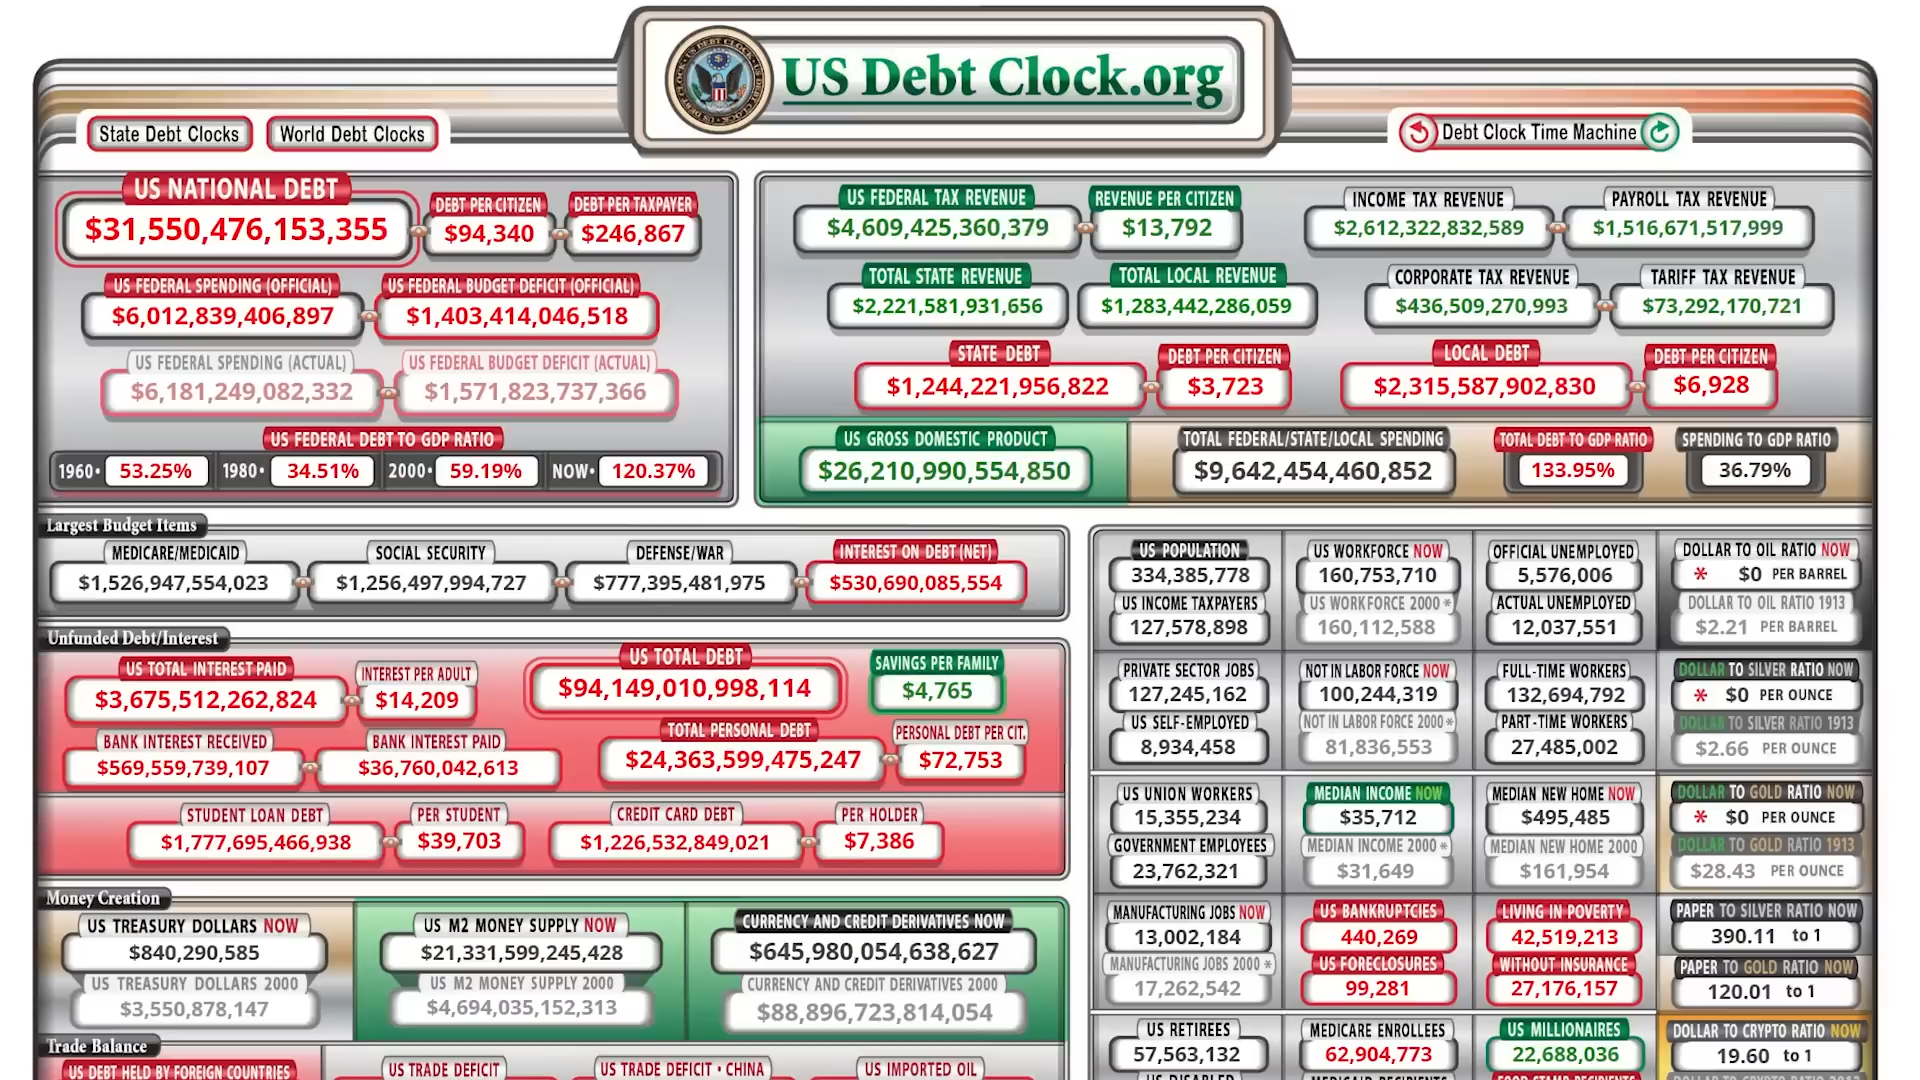 US Debt Clock.org
State Debt Clocks
World Debt Clocks
Debt Clock Time Machine
US NATIONAL DEBT
$31,550,476,153,355
DEBT PER CITIZEN
$94,340
DEBT PER TAXPAYER
$246,867
US FEDERAL SPENDING (OFFICIAL)
$6,012,839,406,897
US FEDERAL BUDGET DEFICIT (OFFICIAL)
$1,403,414,046,518
US FEDERAL SPENDING (ACTUAL)
$6,181,249,082,332
US FEDERAL BUDGET DEFICIT (ACTUAL)
$1,571,823,737,366
US FEDERAL DEBT TO GDP RATIO
1960• 53.25% 1980• 34.51% 2000• 59.19% NOW• 120.37%
US FEDERAL TAX REVENUE
$4,609,425,360,379
REVENUE PER CITIZEN
$13,792
INCOME TAX REVENUE
$2,612,322,832,589
PAYROLL TAX REVENUE
$1,516,671,517,999
TOTAL STATE REVENUE
$2,221,581,931,656
TOTAL LOCAL REVENUE
$1,283,442,286,059
CORPORATE TAX REVENUE
$436,509,270,993
TARIFF TAX REVENUE
$73,292,170,721
STATE DEBT
$1,244,221,956,822
DEBT PER CITIZEN
$3,723
LOCAL DEBT
$2,315,587,902,830
DEBT PER CITIZEN
$6,928
US GROSS DOMESTIC PRODUCT
$26,210,990,554,850
TOTAL FEDERAL/STATE/LOCAL SPENDING
$9,642,454,460,852
TOTAL DEBT TO GDP RATIO
133.95%
SPENDING TO GDP RATIO
36.79%
Largest Budget Items
MEDICARE/MEDICAID
$1,526,947,554,023
SOCIAL SECURITY
$1,256,497,994,727
DEFENSE/WAR
$777,395,481,975
INTEREST ON DEBT (NET)
$530,690,085,554
Unfunded Debt/Interest
US TOTAL INTEREST PAID
$3,675,512,262,824
INTEREST PER ADULT
$14,209
US TOTAL DEBT
$94,149,010,998,114
SAVINGS PER FAMILY
$4,765
BANK INTEREST RECEIVED
$569,559,739,107
BANK INTEREST PAID
$36,760,042,613
TOTAL PERSONAL DEBT
$24,363,599,475,247
PERSONAL DEBT PER CIT.
$72,753
STUDENT LOAN DEBT
$1,777,695,466,938
PER STUDENT
$39,703
CREDIT CARD DEBT
$1,226,532,849,021
PER HOLDER
$7,386
Money Creation
US TREASURY DOLLARS NOW
$840,290,585
US TREASURY DOLLARS 2000
$3,550,878,147
US M2 MONEY SUPPLY NOW
$21,331,599,245,428
US M2 MONEY SUPPLY 2000
$4,694,035,152,313
CURRENCY AND CREDIT DERIVATIVES NOW
$645,980,054,638,627
CURRENCY AND CREDIT DERIVATIVES 2000
$88,896,723,814,054
Trade Balance
US DEBT HELD BY FOREIGN COUNTRIES
US TRADE DEFICIT
US TRADE DEFICIT • CHINA
US IMPORTED OIL
US POPULATION
334,385,778
US INCOME TAXPAYERS
127,578,898
US WORKFORCE NOW
160,753,710
US WORKFORCE 2000 *
160,112,588
OFFICIAL UNEMPLOYED
5,576,006
ACTUAL UNEMPLOYED
12,037,551
DOLLAR TO OIL RATIO NOW
* $0 PER BARREL
DOLLAR TO OIL RATIO 1913
$2.21 PER BARREL
PRIVATE SECTOR JOBS
127,245,162
US SELF-EMPLOYED
8,934,458
NOT IN LABOR FORCE NOW
100,244,319
NOT IN LABOR FORCE 2000 *
81,836,553
FULL-TIME WORKERS
132,694,792
PART-TIME WORKERS
27,485,002
DOLLAR TO SILVER RATIO NOW
* $0 PER OUNCE
DOLLAR TO SILVER RATIO 1913
$2.66 PER OUNCE
US UNION WORKERS
15,355,234
GOVERNMENT EMPLOYEES
23,762,321
MEDIAN INCOME NOW
$35,712
MEDIAN INCOME 2000 *
$31,649
MEDIAN NEW HOME NOW
$495,485
MEDIAN NEW HOME 2000
$161,954
DOLLAR TO GOLD RATIO NOW
* $0 PER OUNCE
DOLLAR TO GOLD RATIO 1913
$28.43 PER OUNCE
MANUFACTURING JOBS NOW
13,002,184
MANUFACTURING JOBS 2000 *
17,262,542
US BANKRUPTCIES
440,269
US FORECLOSURES
99,281
LIVING IN POVERTY
42,519,213
WITHOUT INSURANCE
27,176,157
PAPER TO SILVER RATIO NOW
390.11 to 1
PAPER TO GOLD RATIO NOW
120.01 to 1
US RETIREES
57,563,132
MEDICARE ENROLLEES
62,904,773
US MILLIONAIRES
22,688,036
DOLLAR TO CRYPTO RATIO NOW
19.60 to 1